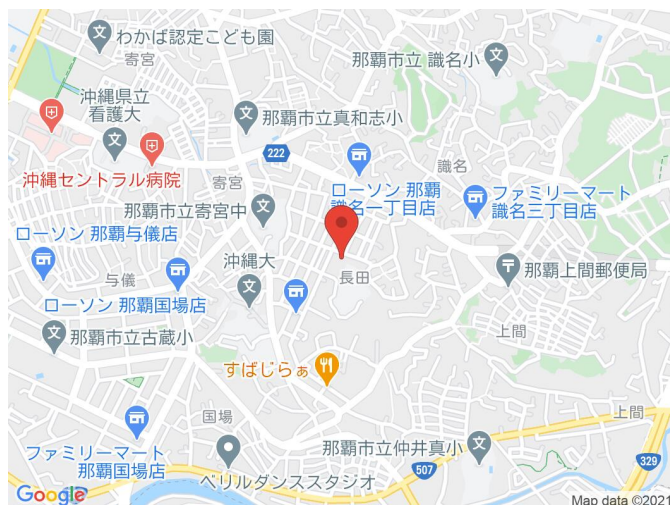 わかば認定こども園
寄宮
那覇市立 識名小
沖縄県立
看護大
那覇市立真和志小
222
沖縄セントラル病院
寄宮
ローソン 那覇
識名一丁目店
識名
ファミリーマート
識名三丁目店
那覇市立寄宮中
ローソン 那覇与儀店
与儀
沖縄大
長田
那覇上間郵便局
ローソン 那覇国場店
那覇市立古蔵小
上間
すばじらぁ
国場
上間
ファミリーマート
那覇国場店
那覇市立仲井真小
507
329
ベリルダンススタジオ
Google
Map data ©2021